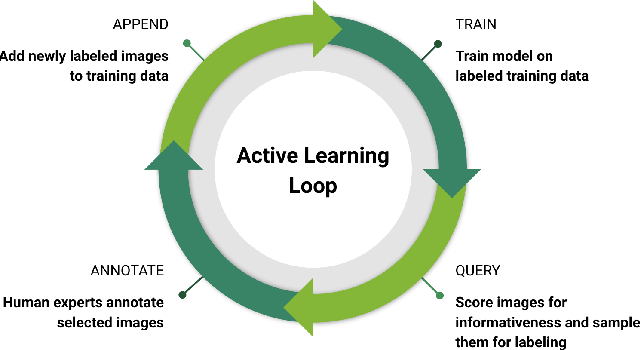 APPEND
Add newly labeled images
to training data
TRAIN
Train model on
labeled training data
Active Learning
Loop
ANNOTATE
Human experts annotate
selected images
QUERY
Score images for
informativeness and sample
them for labeling